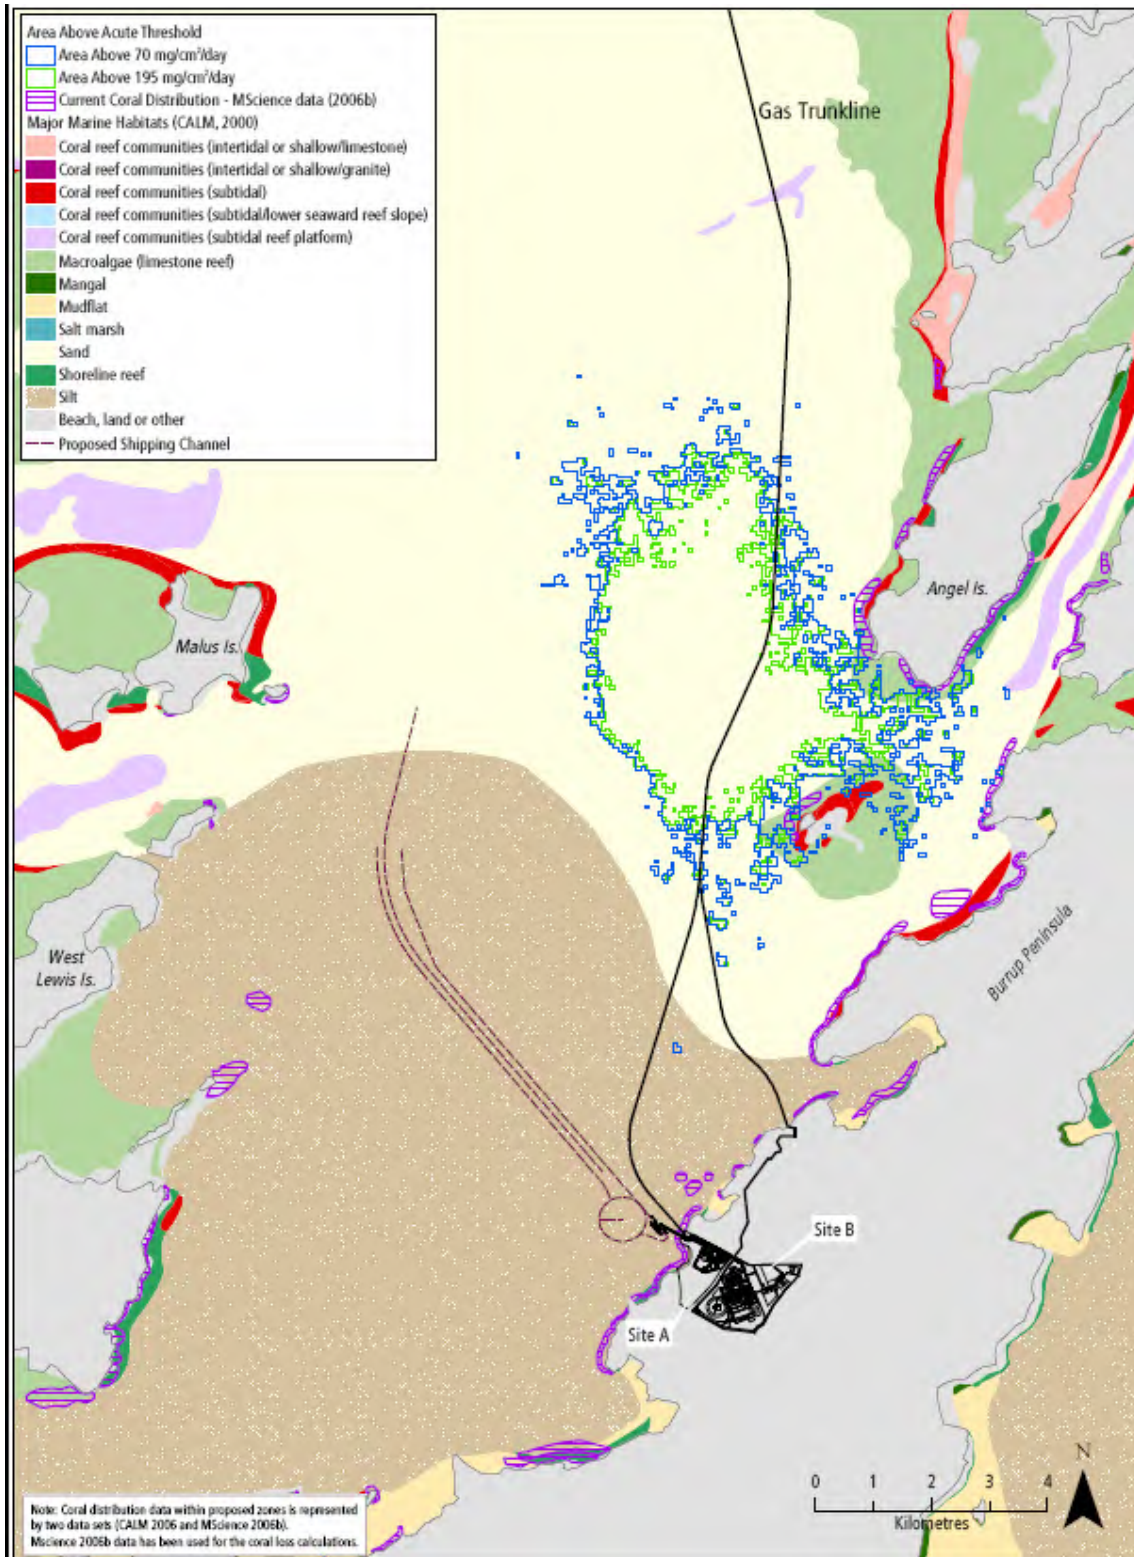 Area Above Acute Threshold
Area Above 70 mg/cm²/day
Area Above 195 mg/cm²/day
Current Coral Distribution - MScience data (2006b)
Major Marine Habitats (CALM, 2000)
Coral reef communities (intertidal or shallow/limestone)
Coral reef communities (intertidal or shallow/granite)
Coral reef communities (subtidal)
Coral reef communities (subtidal/lower seaward reef slope)
Coral reef communities (subtidal reef platform)
Macroalgae (limestone reef)
Mangal
Mudflat
Salt marsh
Sand
Shoreline reef
Silt
Beach, land or other
Proposed Shipping Channel
Gas Trunkline
Angel Is.
Malus Is.
West
Lewis Is.
Burrup Peninsula
Site B
Site A
N
0 1 2 3 4
Kilometres
Note: Coral distribution data within proposed zones is represented
by two data sets (CALM 2006 and MScience 2006b).
Mscience 2006b data has been used for the coral loss calculations.